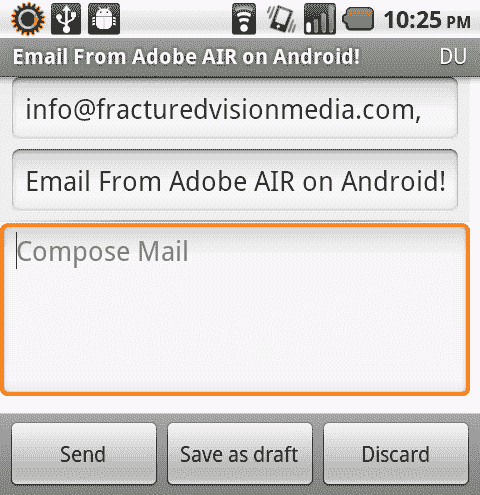 10:25 PM
Email From Adobe AIR on Android! DU
info@fracturedvisionmedia.com,
Email From Adobe AIR on Android!
Compose Mail
Send Save as draft Discard